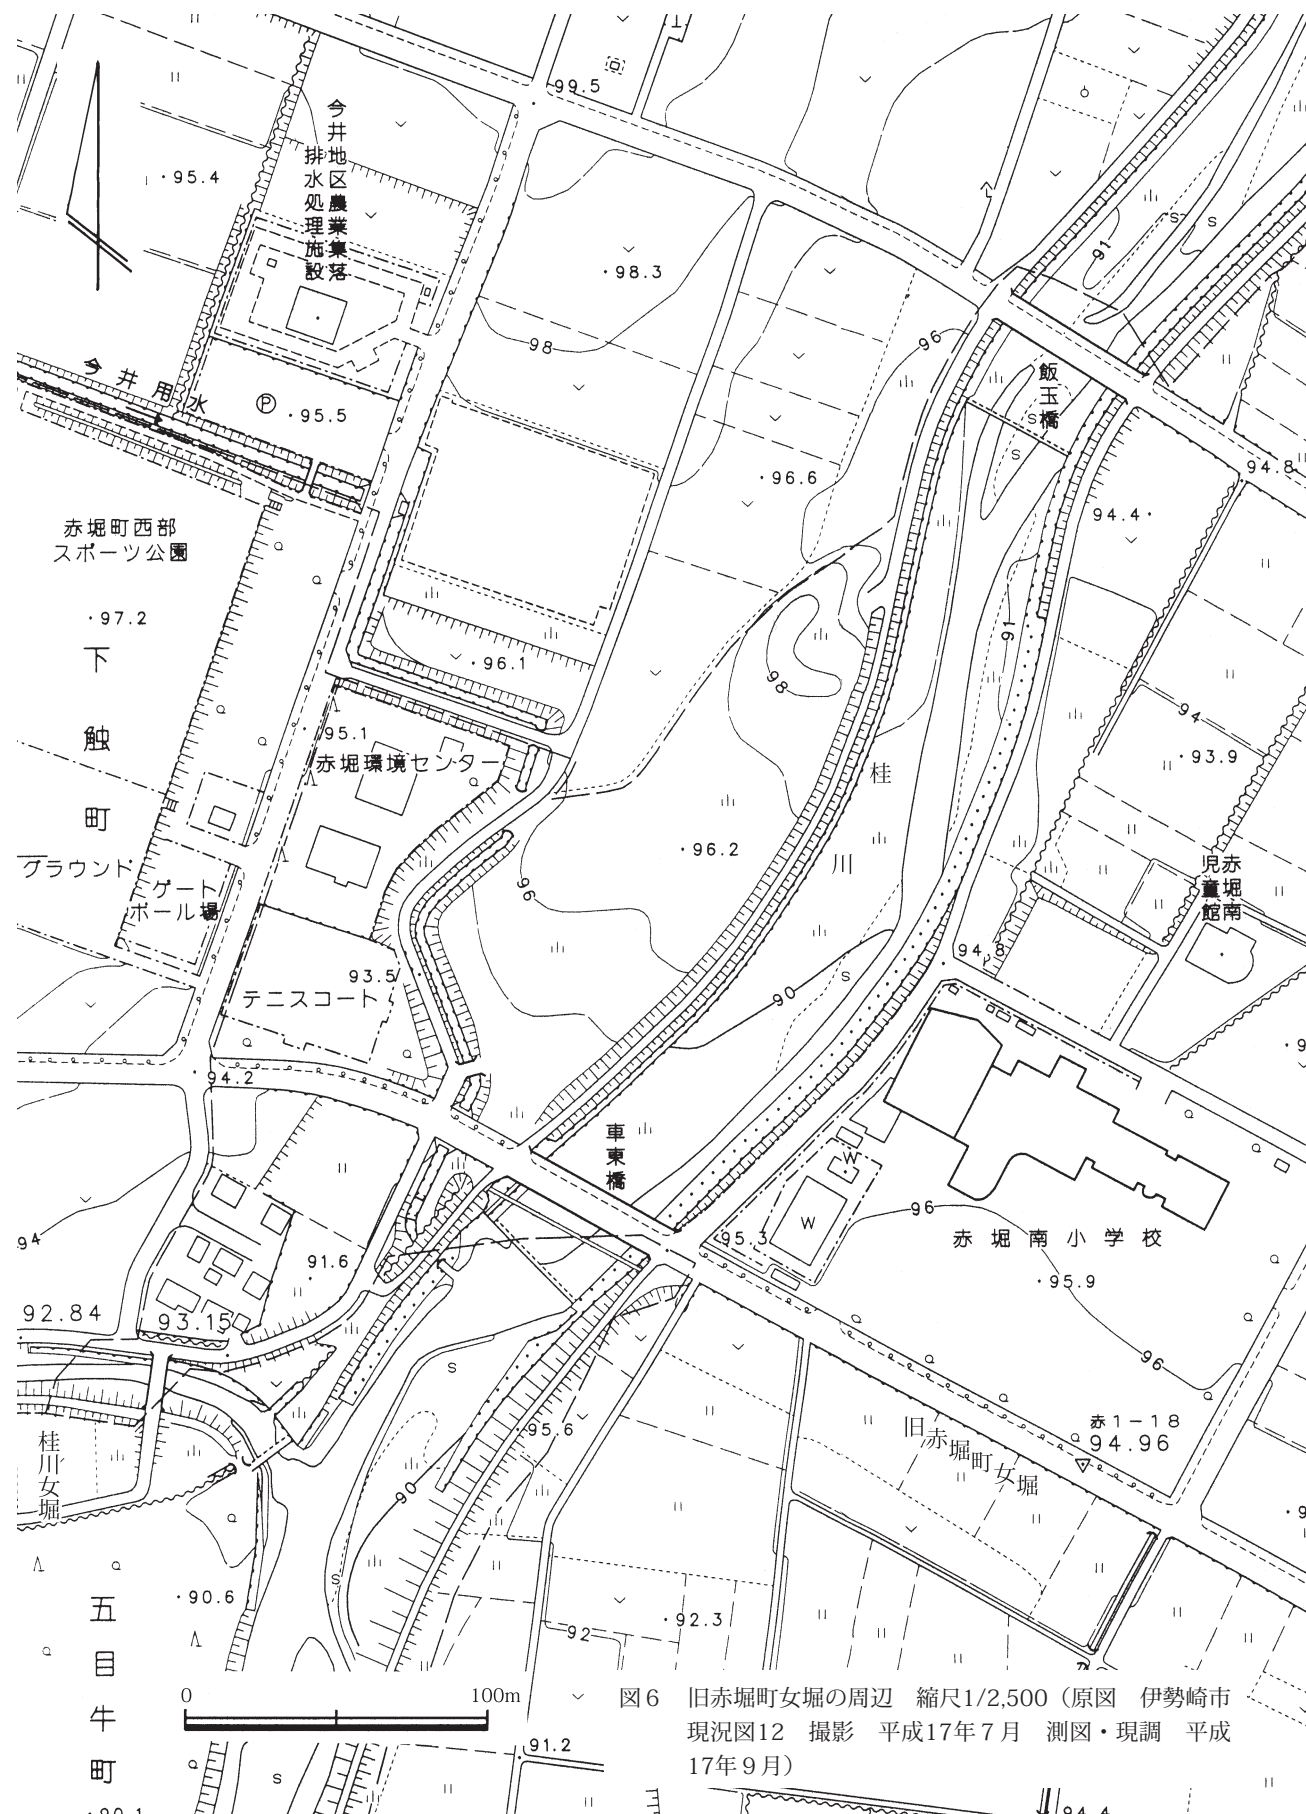 99.5
今井地区農業集落
排水処理施設
95.4
98.3
98
91
96
今井用水
P
95.5
飯玉橋
S
S
S
S
96.6
94.8
94.4
赤堀町西部
スポーツ公園
97.2
下触町
96.1
91
98
94
95.1
赤堀環境センター
93.9
桂川
96.2
96
グラウンド
ゲート
ボール場
赤堀南
児童館
94.8
93.5
テニスコート
90
S
94.2
車東橋
W
W
96
赤堀南小学校
95.3
95.9
94
91.6
92.84
93.15
96
S
95.6
旧赤堀町女堀
赤1-18
94.96
桂川女堀
90
S
90.6
92.3
92
五目牛町
0 100m
図6 旧赤堀町女堀の周辺 縮尺1/2,500（原図 伊勢崎市
現況図12 撮影 平成17年7月 測図・現調 平成
17年9月）
91.2
S